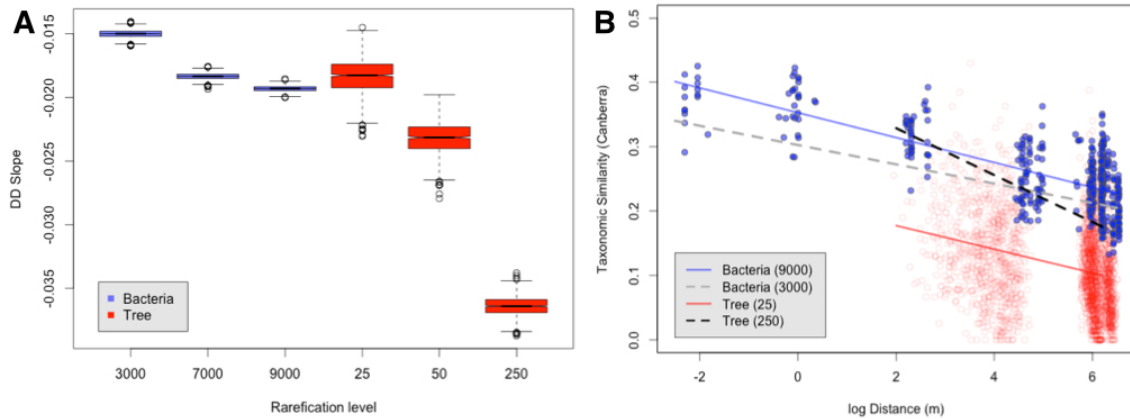 A
DD Slope
-0.015
-0.020
-0.025
-0.030
-0.035
Bacteria
Tree
3000 7000 9000 25 50 250
Rarefication level
B
Taxonomic Similarity (Canberra)
0.5
0.4
0.3
0.2
0.1
0.0
Bacteria (9000)
Bacteria (3000)
Tree (25)
Tree (250)
-2 0 2 4 6
log Distance (m)